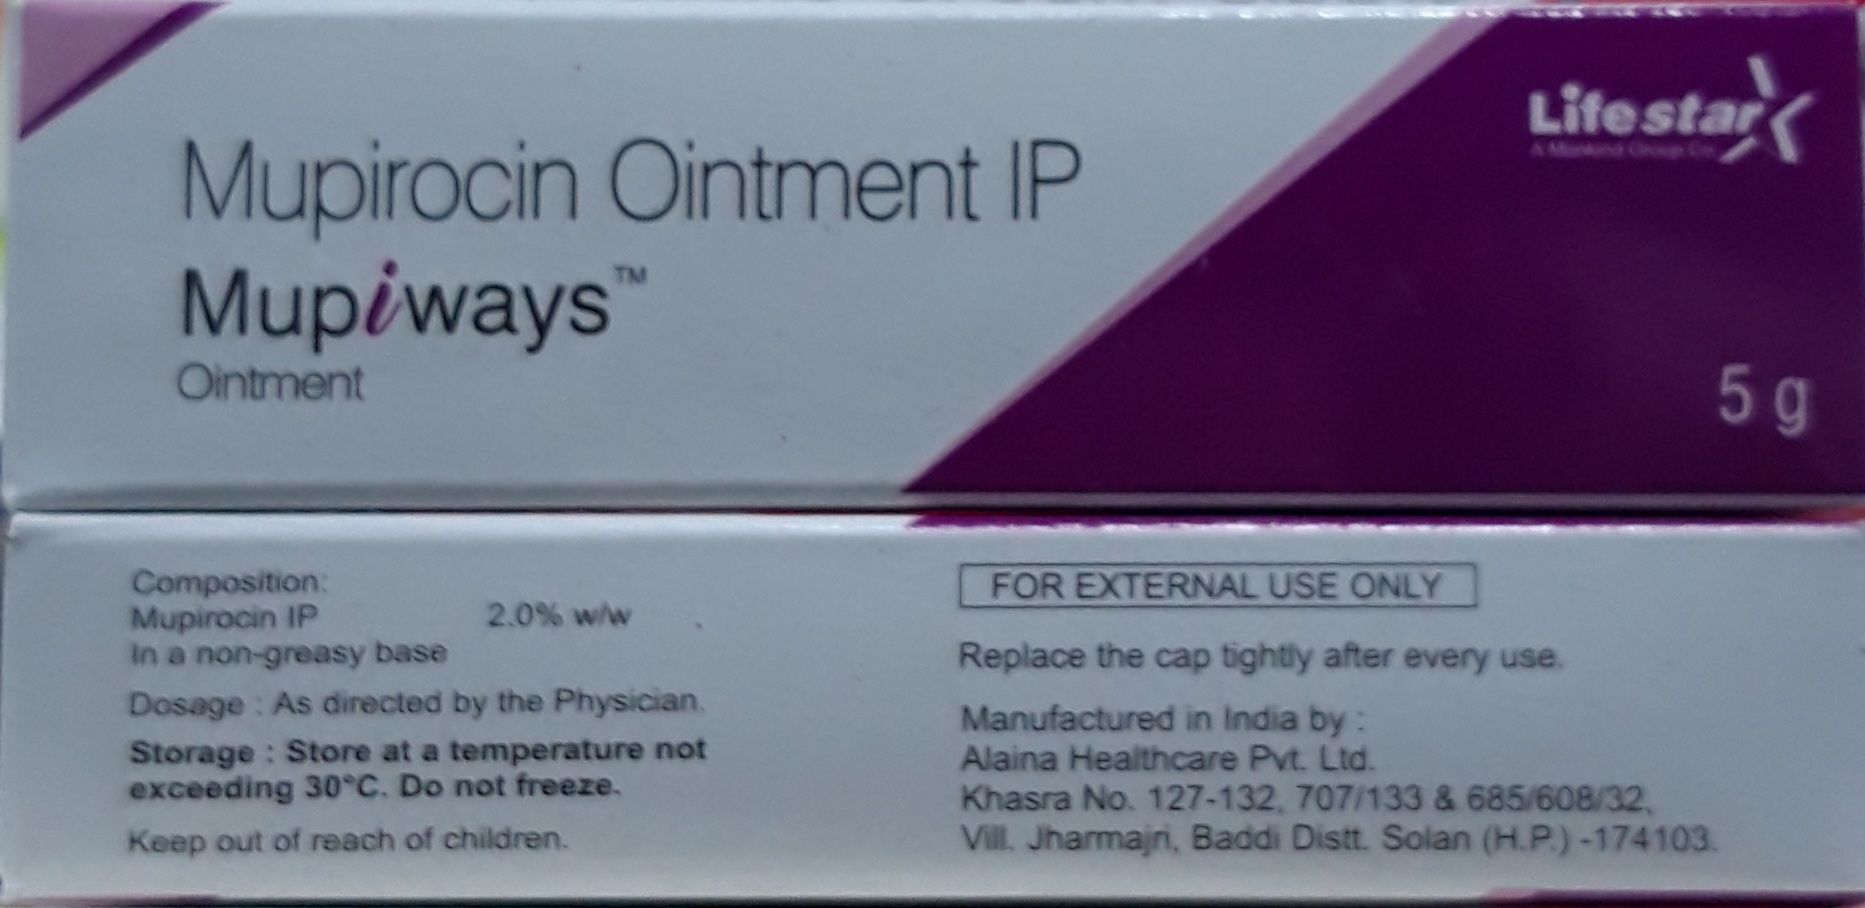 Mupirocin Ointment IP
Mupiways™
Ointment
Lifestar
A Mankind Group Co.
5 g
Composition:
Mupirocin IP 2.0% w/w
In a non-greasy base
Dosage : As directed by the Physician.
Storage : Store at a temperature not
exceeding 30°C. Do not freeze.
Keep out of reach of children.
FOR EXTERNAL USE ONLY
Replace the cap tightly after every use.
Manufactured in India by :
Alaina Healthcare Pvt. Ltd.
Khasra No. 127-132, 707/133 & 685/608/32,
Vill. Jharmajri, Baddi Distt. Solan (H.P.) -174103.